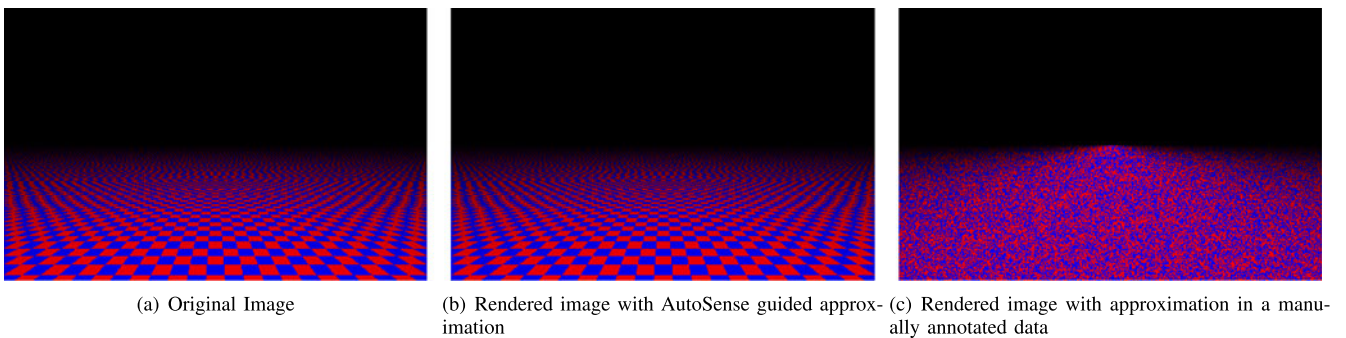 (a) Original Image
(b) Rendered image with AutoSense guided approx-
imation
(c) Rendered image with approximation in a manu-
ally annotated data